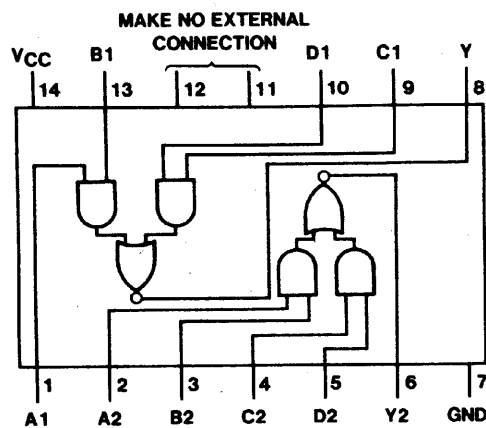 MAKE NO EXTERNAL
CONNECTION
VCC B1 D1 C1 Y
14 13 12 11 10 9 8
1 2 3 4 5 6 7
A1 A2 B2 C2 D2 Y2 GND